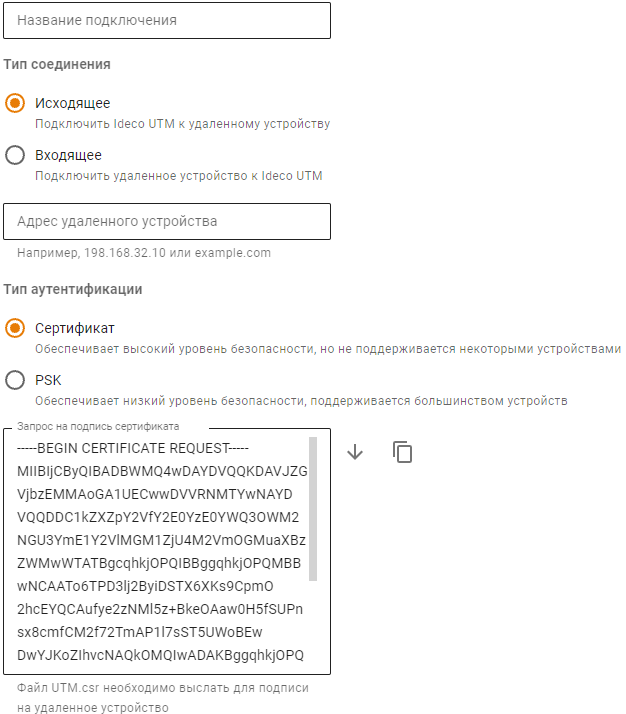 Название подключения
Тип соединения
Исходящее
Подключить Ideco UTM к удаленному устройству
Входящее
Подключить удаленное устройство к Ideco UTM
Адрес удаленного устройства
Например, 198.168.32.10 или example.com
Тип аутентификации
Сертификат
Обеспечивает высокий уровень безопасности, но не поддерживается некоторыми устройствами
PSK
Обеспечивает низкий уровень безопасности, поддерживается большинством устройств
Запрос на подпись сертификата
-----BEGIN CERTIFICATE REQUEST-----
MIIBIjCByQIBADBWMQ4wDAYDVQQKDAVJZG
VjbzEMMAoGA1UECwwDVVRNMTYwNAYD
VQQDDC1kZXZpY2VfY2E0YzE0YWQ3OWM2
NGU3YmE1Y2VlMGM1ZjU4M2VmOGMuaXBz
ZWMwWTATBgcqhkjOPQIBBggqhkjOPQMBB
wNCAATo6TPD3lj2ByiDSTX6XKs9CpmO
2hcEYQCAufye2zNMl5z+BkeOAaw0H5fSUPn
sx8cmfCM2f72TmAP1l7sST5UWoBEw
DwYJKoZIhvcNAQkOMQIwADAKBggqhkjOPQ
Файл UTM.csr необходимо выслать для подписи
на удаленное устройство